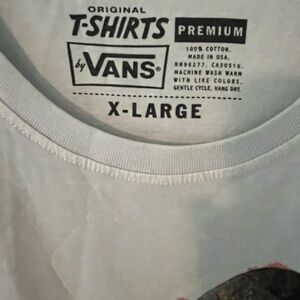 ORIGINAL
T-SHIRTS
by VANS®
PREMIUM
100% COTTON.
MADE IN USA.
RN86277. CA30516.
MACHINE WASH WARM
WITH LIKE COLORS,
GENTLE CYCLE, HANG DRY.
X-LARGE